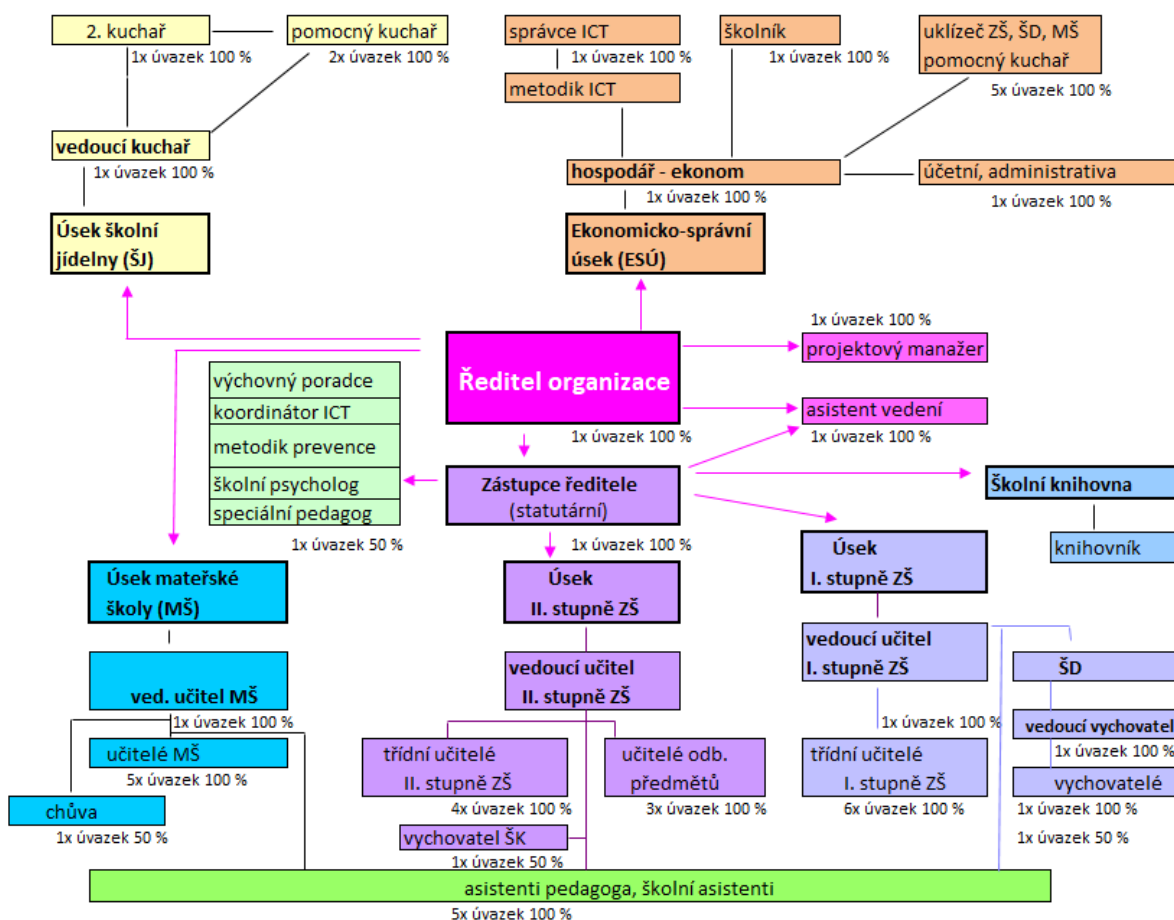 2. kuchař
1x úvazek 100 %
pomocný kuchař
2x úvazek 100 %
správce ICT
1x úvazek 100 %
metodik ICT
školník
1x úvazek 100 %
uklízeč ZŠ, ŠD, MŠ
pomocný kuchař
5x úvazek 100 %
vedoucí kuchař
1x úvazek 100 %
hospodář - ekonom
1x úvazek 100 %
účetní, administrativa
1x úvazek 100 %
Úsek školní
jídelny (ŠJ)
Ekonomicko-správní
úsek (ESÚ)
1x úvazek 100 %
projektový manažer
Ředitel organizace
1x úvazek 100 %
asistent vedení
1x úvazek 100 %
výchovný poradce
koordinátor ICT
metodik prevence
školní psycholog
speciální pedagog
1x úvazek 50 %
Zástupce ředitele
(statutární)
1x úvazek 100 %
Školní knihovna
knihovník
Úsek mateřské
školy (MŠ)
Úsek
II. stupně ZŠ
Úsek
I. stupně ZŠ
ved. učitel MŠ
1x úvazek 100 %
vedoucí učitel
II. stupně ZŠ
vedoucí učitel
I. stupně ZŠ
1x úvazek 100 %
ŠD
vedoucí vychovatel
1x úvazek 100 %
učitelé MŠ
5x úvazek 100 %
třídní učitelé
II. stupně ZŠ
4x úvazek 100 %
učitelé odb.
předmětů
3x úvazek 100 %
třídní učitelé
I. stupně ZŠ
6x úvazek 100 %
vychovatelé
1x úvazek 100 %
1x úvazek 50 %
chůva
1x úvazek 50 %
vychovatel ŠK
1x úvazek 50 %
asistenti pedagoga, školní asistenti
5x úvazek 100 %